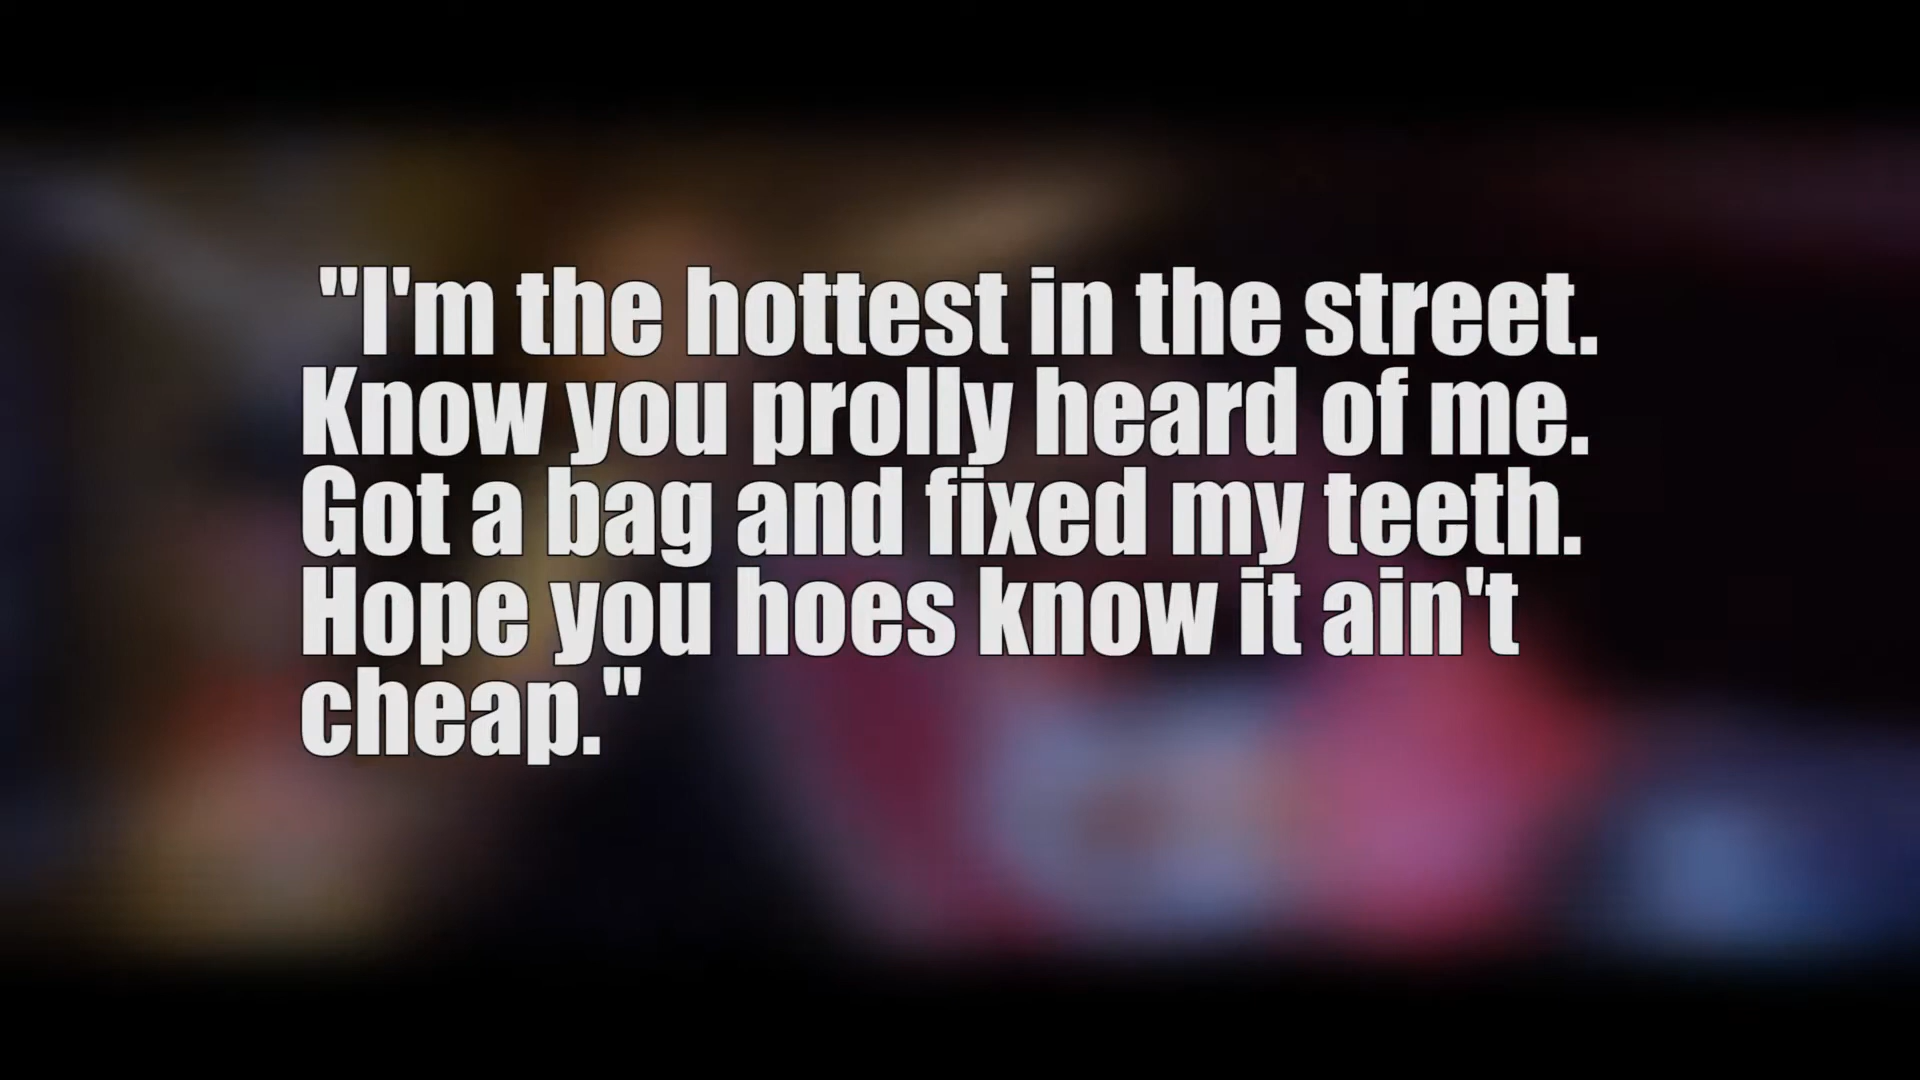 "I'm the hottest in the street.
Know you prolly heard of me.
Got a bag and fixed my teeth.
Hope you hoes know it ain't
cheap."